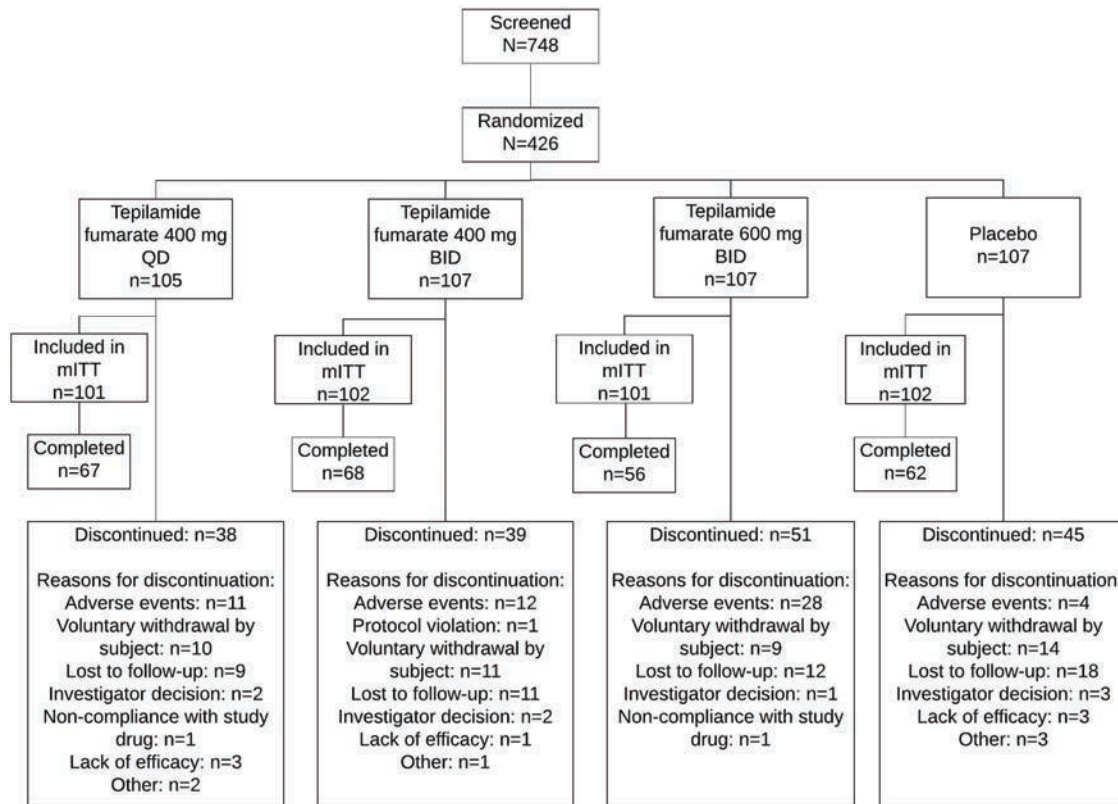 Screened
N=748
Randomized
N=426
Tepilamide
fumarate 400 mg
QD
n=105
Tepilamide
fumarate 400 mg
BID
n=107
Tepilamide
fumarate 600 mg
BID
n=107
Placebo
n=107
Included in
mITT
n=101
Included in
mITT
n=102
Included in
mITT
n=101
Included in
mITT
n=102
Completed
n=67
Completed
n=68
Completed
n=56
Completed
n=62
Discontinued: n=38
Reasons for discontinuation:
Adverse events: n=11
Voluntary withdrawal by
subject: n=10
Lost to follow-up: n=9
Investigator decision: n=2
Non-compliance with study
drug: n=1
Lack of efficacy: n=3
Other: n=2
Discontinued: n=39
Reasons for discontinuation:
Adverse events: n=12
Protocol violation: n=1
Voluntary withdrawal by
subject: n=11
Lost to follow-up: n=11
Investigator decision: n=2
Lack of efficacy: n=1
Other: n=1
Discontinued: n=51
Reasons for discontinuation:
Adverse events: n=28
Voluntary withdrawal by
subject: n=9
Lost to follow-up: n=12
Investigator decision: n=1
Non-compliance with study
drug: n=1
Discontinued: n=45
Reasons for discontinuation
Adverse events: n=4
Voluntary withdrawal by
subject: n=14
Lost to follow-up: n=18
Investigator decision: n=3
Lack of efficacy: n=3
Other: n=3